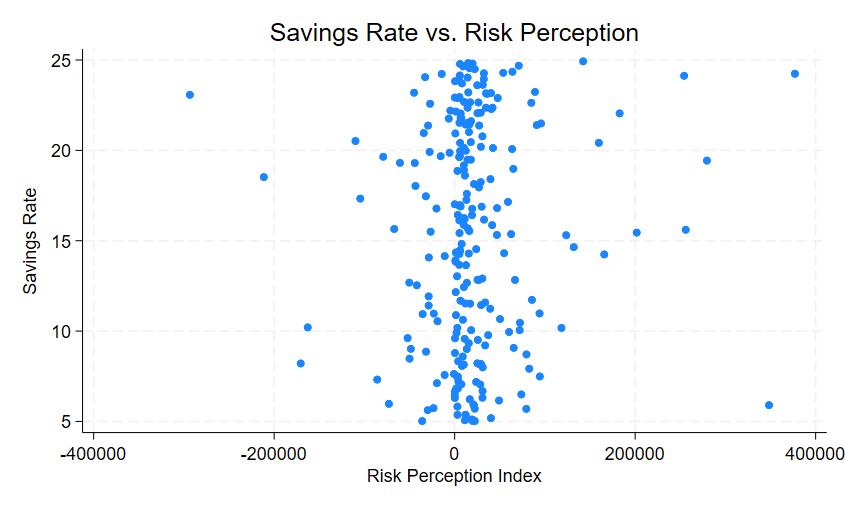 Savings Rate vs. Risk Perception
Savings Rate
25
20
15
10
5
-400000 -200000 0 200000 400000
Risk Perception Index